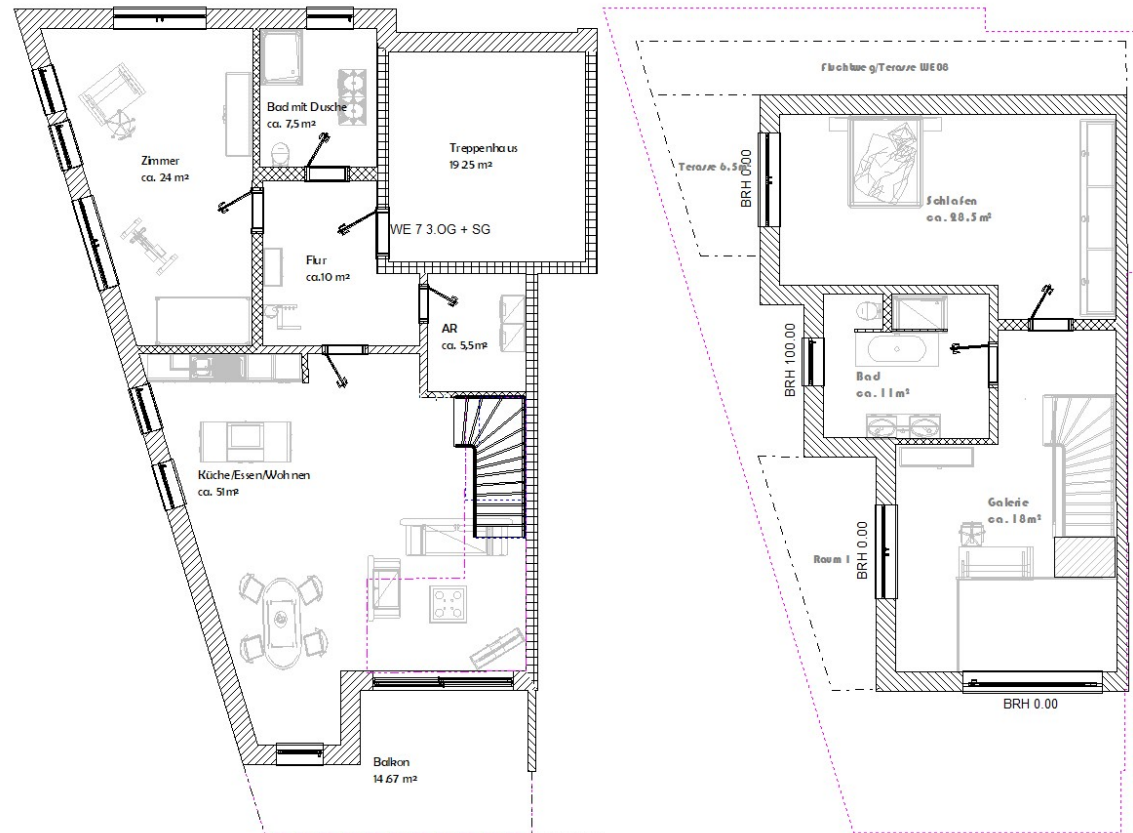 Bad mit Dusche
ca. 7,5 m²
Zimmer
ca. 24 m²
Treppenhaus
19.25 m²
WE 7 3.OG + SG
Flur
ca.10 m²
AR
ca. 5,5m²
Küche/Essen/Wohnen
ca. 51m²
Balkon
14.67 m²
Fluchtweg/Terasse WE08
Terasse 6.5m²
BRH 0.00
Schlafen
ca. 28.5m²
BRH 100.00
Bad
ca. 11m²
Galerie
ca. 18m²
Raum 1
BRH 0.00
BRH 0.00